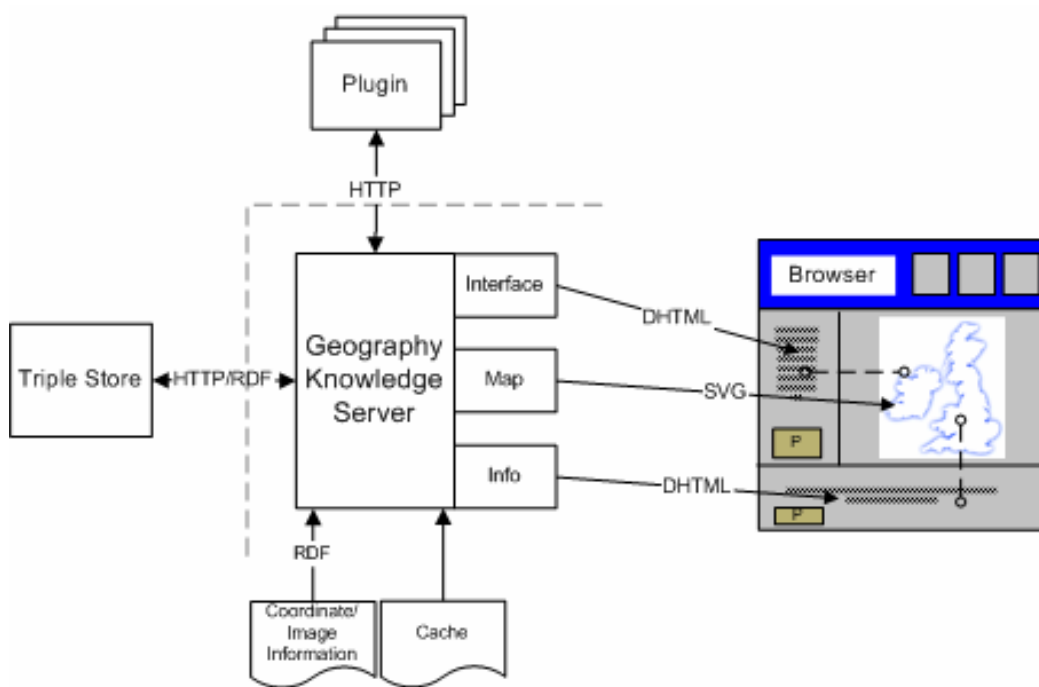 Plugin
HTTP
Interface
Browser
DHTML
Geography
Knowledge
Server
Triple Store
HTTP/RDF
Map
SVG
P
Info
DHTML
P
RDF
Coordinate/
Image
Information
Cache